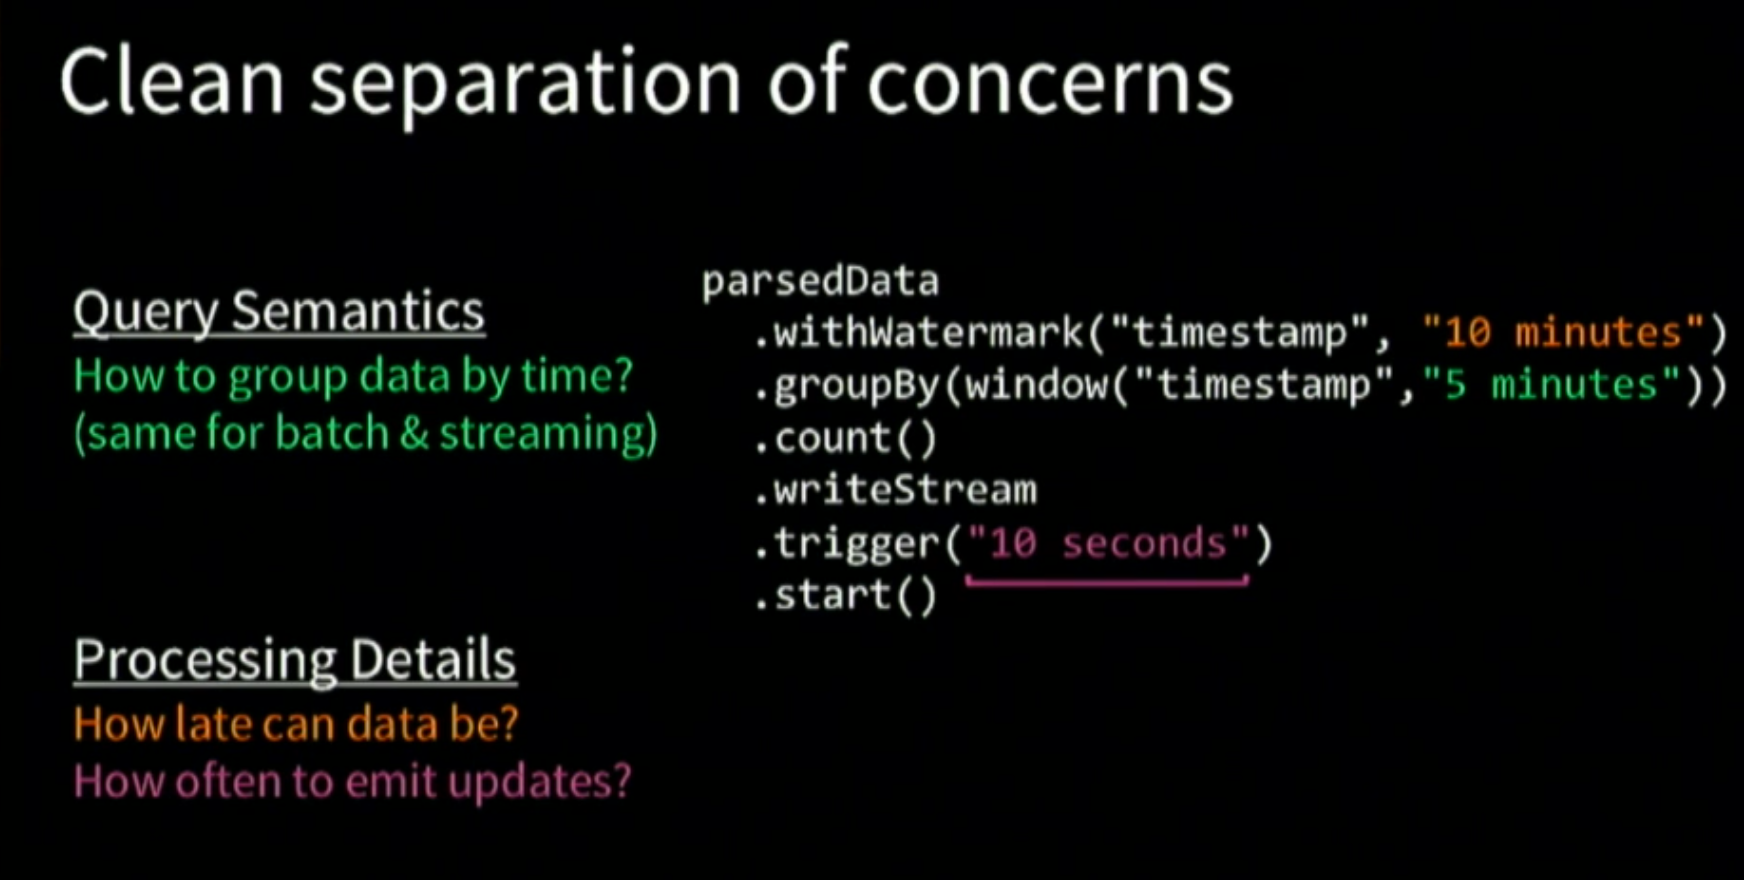 Clean separation of concerns
Query Semantics
How to group data by time?
(same for batch & streaming)
Processing Details
How late can data be?
How often to emit updates?
parsedData
.withWatermark("timestamp", "10 minutes")
.groupBy(window("timestamp","5 minutes"))
.count()
.writeStream
.trigger("10 seconds")
.start()